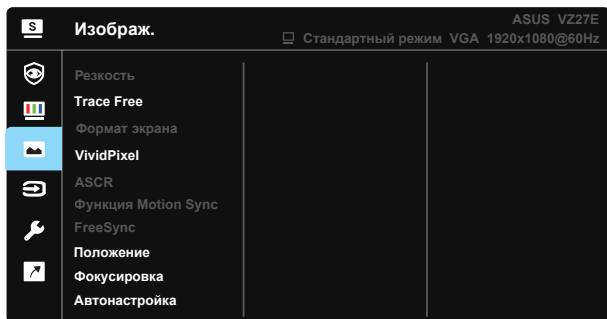 S
Изображ.
ASUS VZ27E
Стандартный режим VGA 1920x1080@60Hz
Резкость
Trace Free
Формат экрана
VividPixel
ASCR
Функция Motion Sync
FreeSync
Положение
Фокусировка
Автонастройка